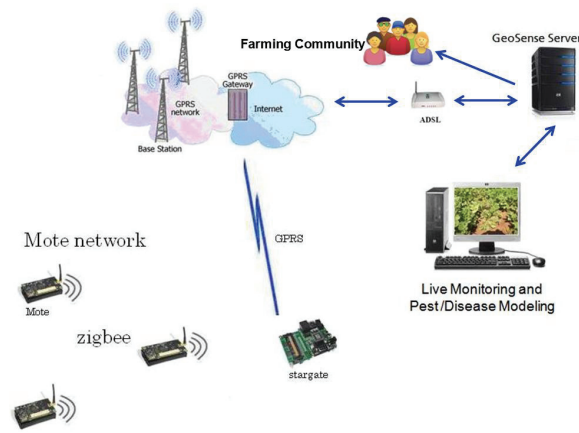 GeoSense Server
Farming Community
GPRS
Gateway
GPRS
network
Internet
Base Station
ADSL
GPRS
Mote network
Mote
zigbee
stargate
Live Monitoring and
Pest/Disease Modeling